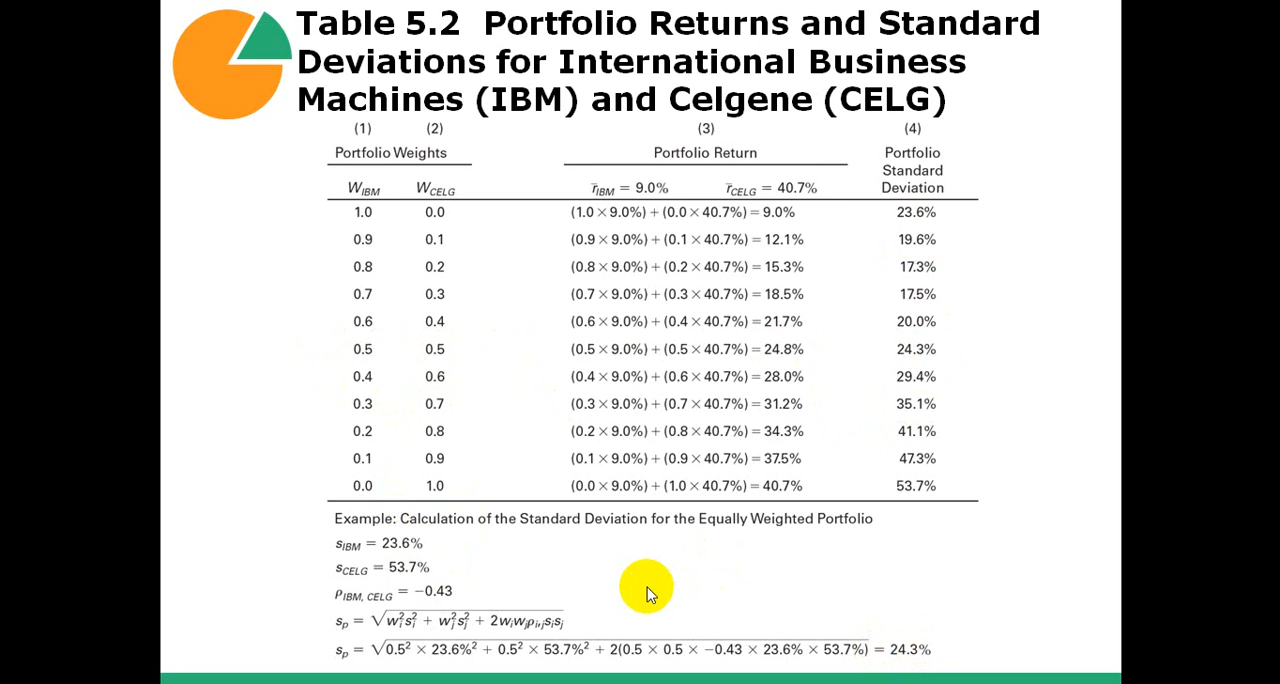 Table 5.2 Portfolio Returns and Standard
Deviations for International Business
Machines (IBM) and Celgene (CELG)
(1) (2) (3) (4)
Portfolio Weights Portfolio Return Portfolio
Standard
W_IBM W_CELG r̄_IBM = 9.0% r̄_CELG = 40.7% Deviation
1.0 0.0 (1.0 × 9.0%) + (0.0 × 40.7%) = 9.0% 23.6%
0.9 0.1 (0.9 × 9.0%) + (0.1 × 40.7%) = 12.1% 19.6%
0.8 0.2 (0.8 × 9.0%) + (0.2 × 40.7%) = 15.3% 17.3%
0.7 0.3 (0.7 × 9.0%) + (0.3 × 40.7%) = 18.5% 17.5%
0.6 0.4 (0.6 × 9.0%) + (0.4 × 40.7%) = 21.7% 20.0%
0.5 0.5 (0.5 × 9.0%) + (0.5 × 40.7%) = 24.8% 24.3%
0.4 0.6 (0.4 × 9.0%) + (0.6 × 40.7%) = 28.0% 29.4%
0.3 0.7 (0.3 × 9.0%) + (0.7 × 40.7%) = 31.2% 35.1%
0.2 0.8 (0.2 × 9.0%) + (0.8 × 40.7%) = 34.3% 41.1%
0.1 0.9 (0.1 × 9.0%) + (0.9 × 40.7%) = 37.5% 47.3%
0.0 1.0 (0.0 × 9.0%) + (1.0 × 40.7%) = 40.7% 53.7%
Example: Calculation of the Standard Deviation for the Equally Weighted Portfolio
s_IBM = 23.6%
s_CELG = 53.7%
ρ_IBM, CELG = −0.43
s_p = √(w_i²s_i² + w_j²s_j² + 2w_iw_jρ_i,js_is_j)
s_p = √(0.5² × 23.6%² + 0.5² × 53.7%² + 2(0.5 × 0.5 × −0.43 × 23.6% × 53.7%)) = 24.3%